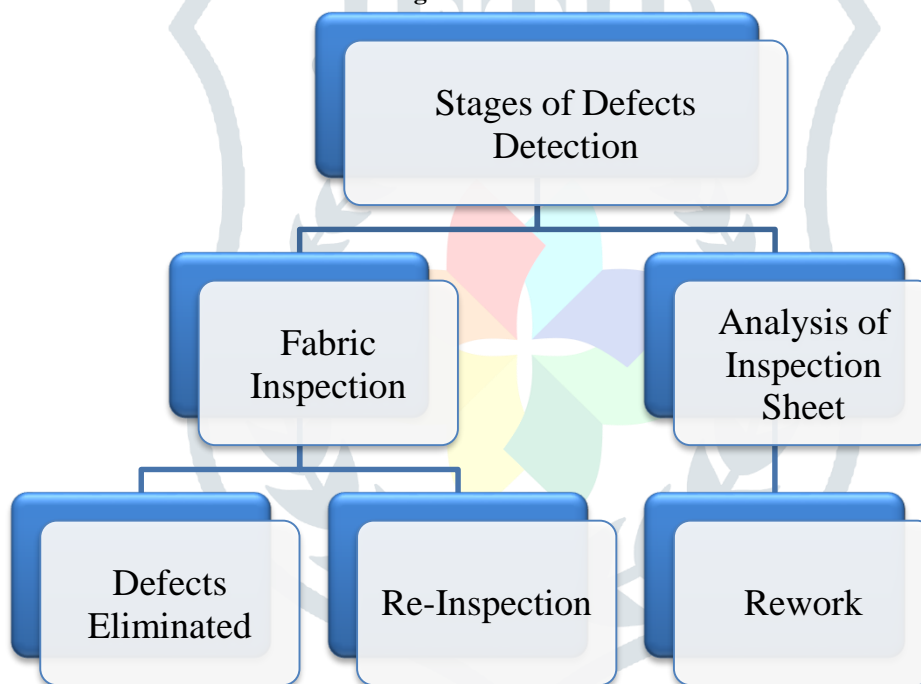 Stages of Defects
Detection
Fabric
Inspection
Analysis of
Inspection
Sheet
Defects
Eliminated
Re-Inspection
Rework